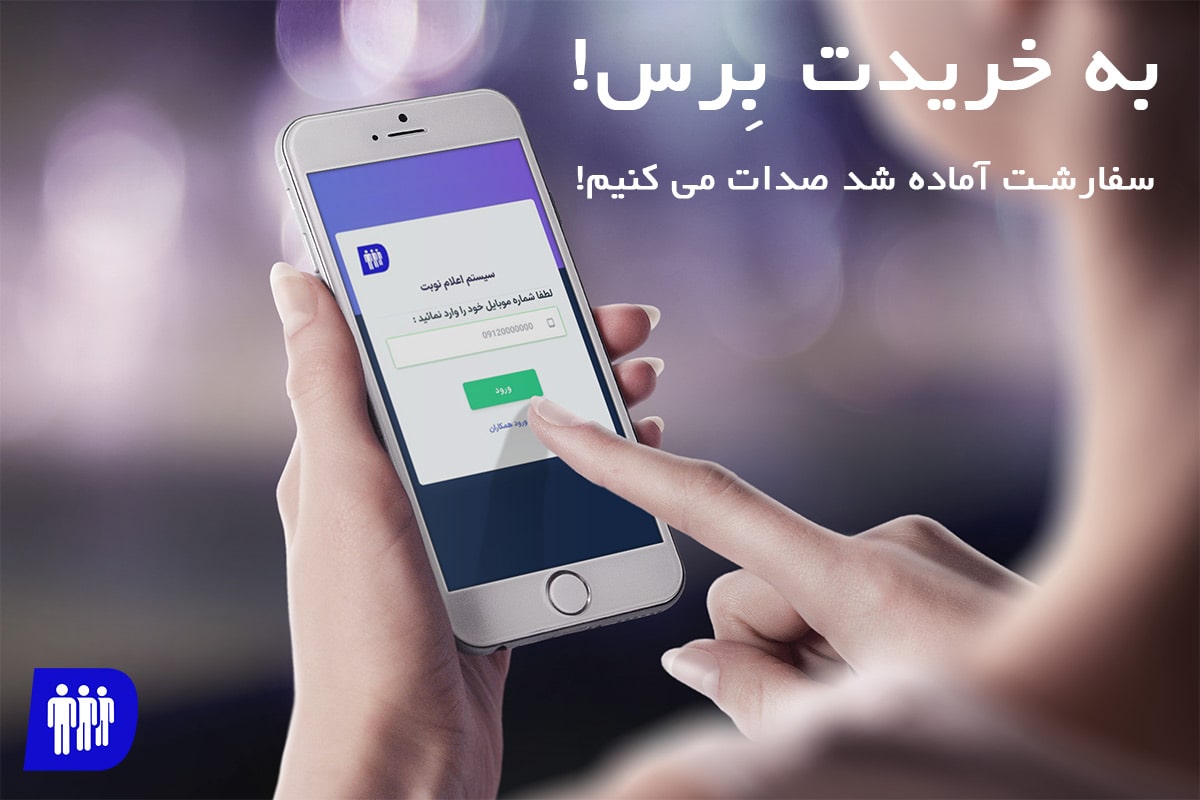 به خریدت بِرس!
سفارشت آماده شد صدات می کنیم!
سیستم اعلام نوبت
لطفا شماره موبایل خود را وارد نمائید :
09120000000
ورود
ورود همکاران